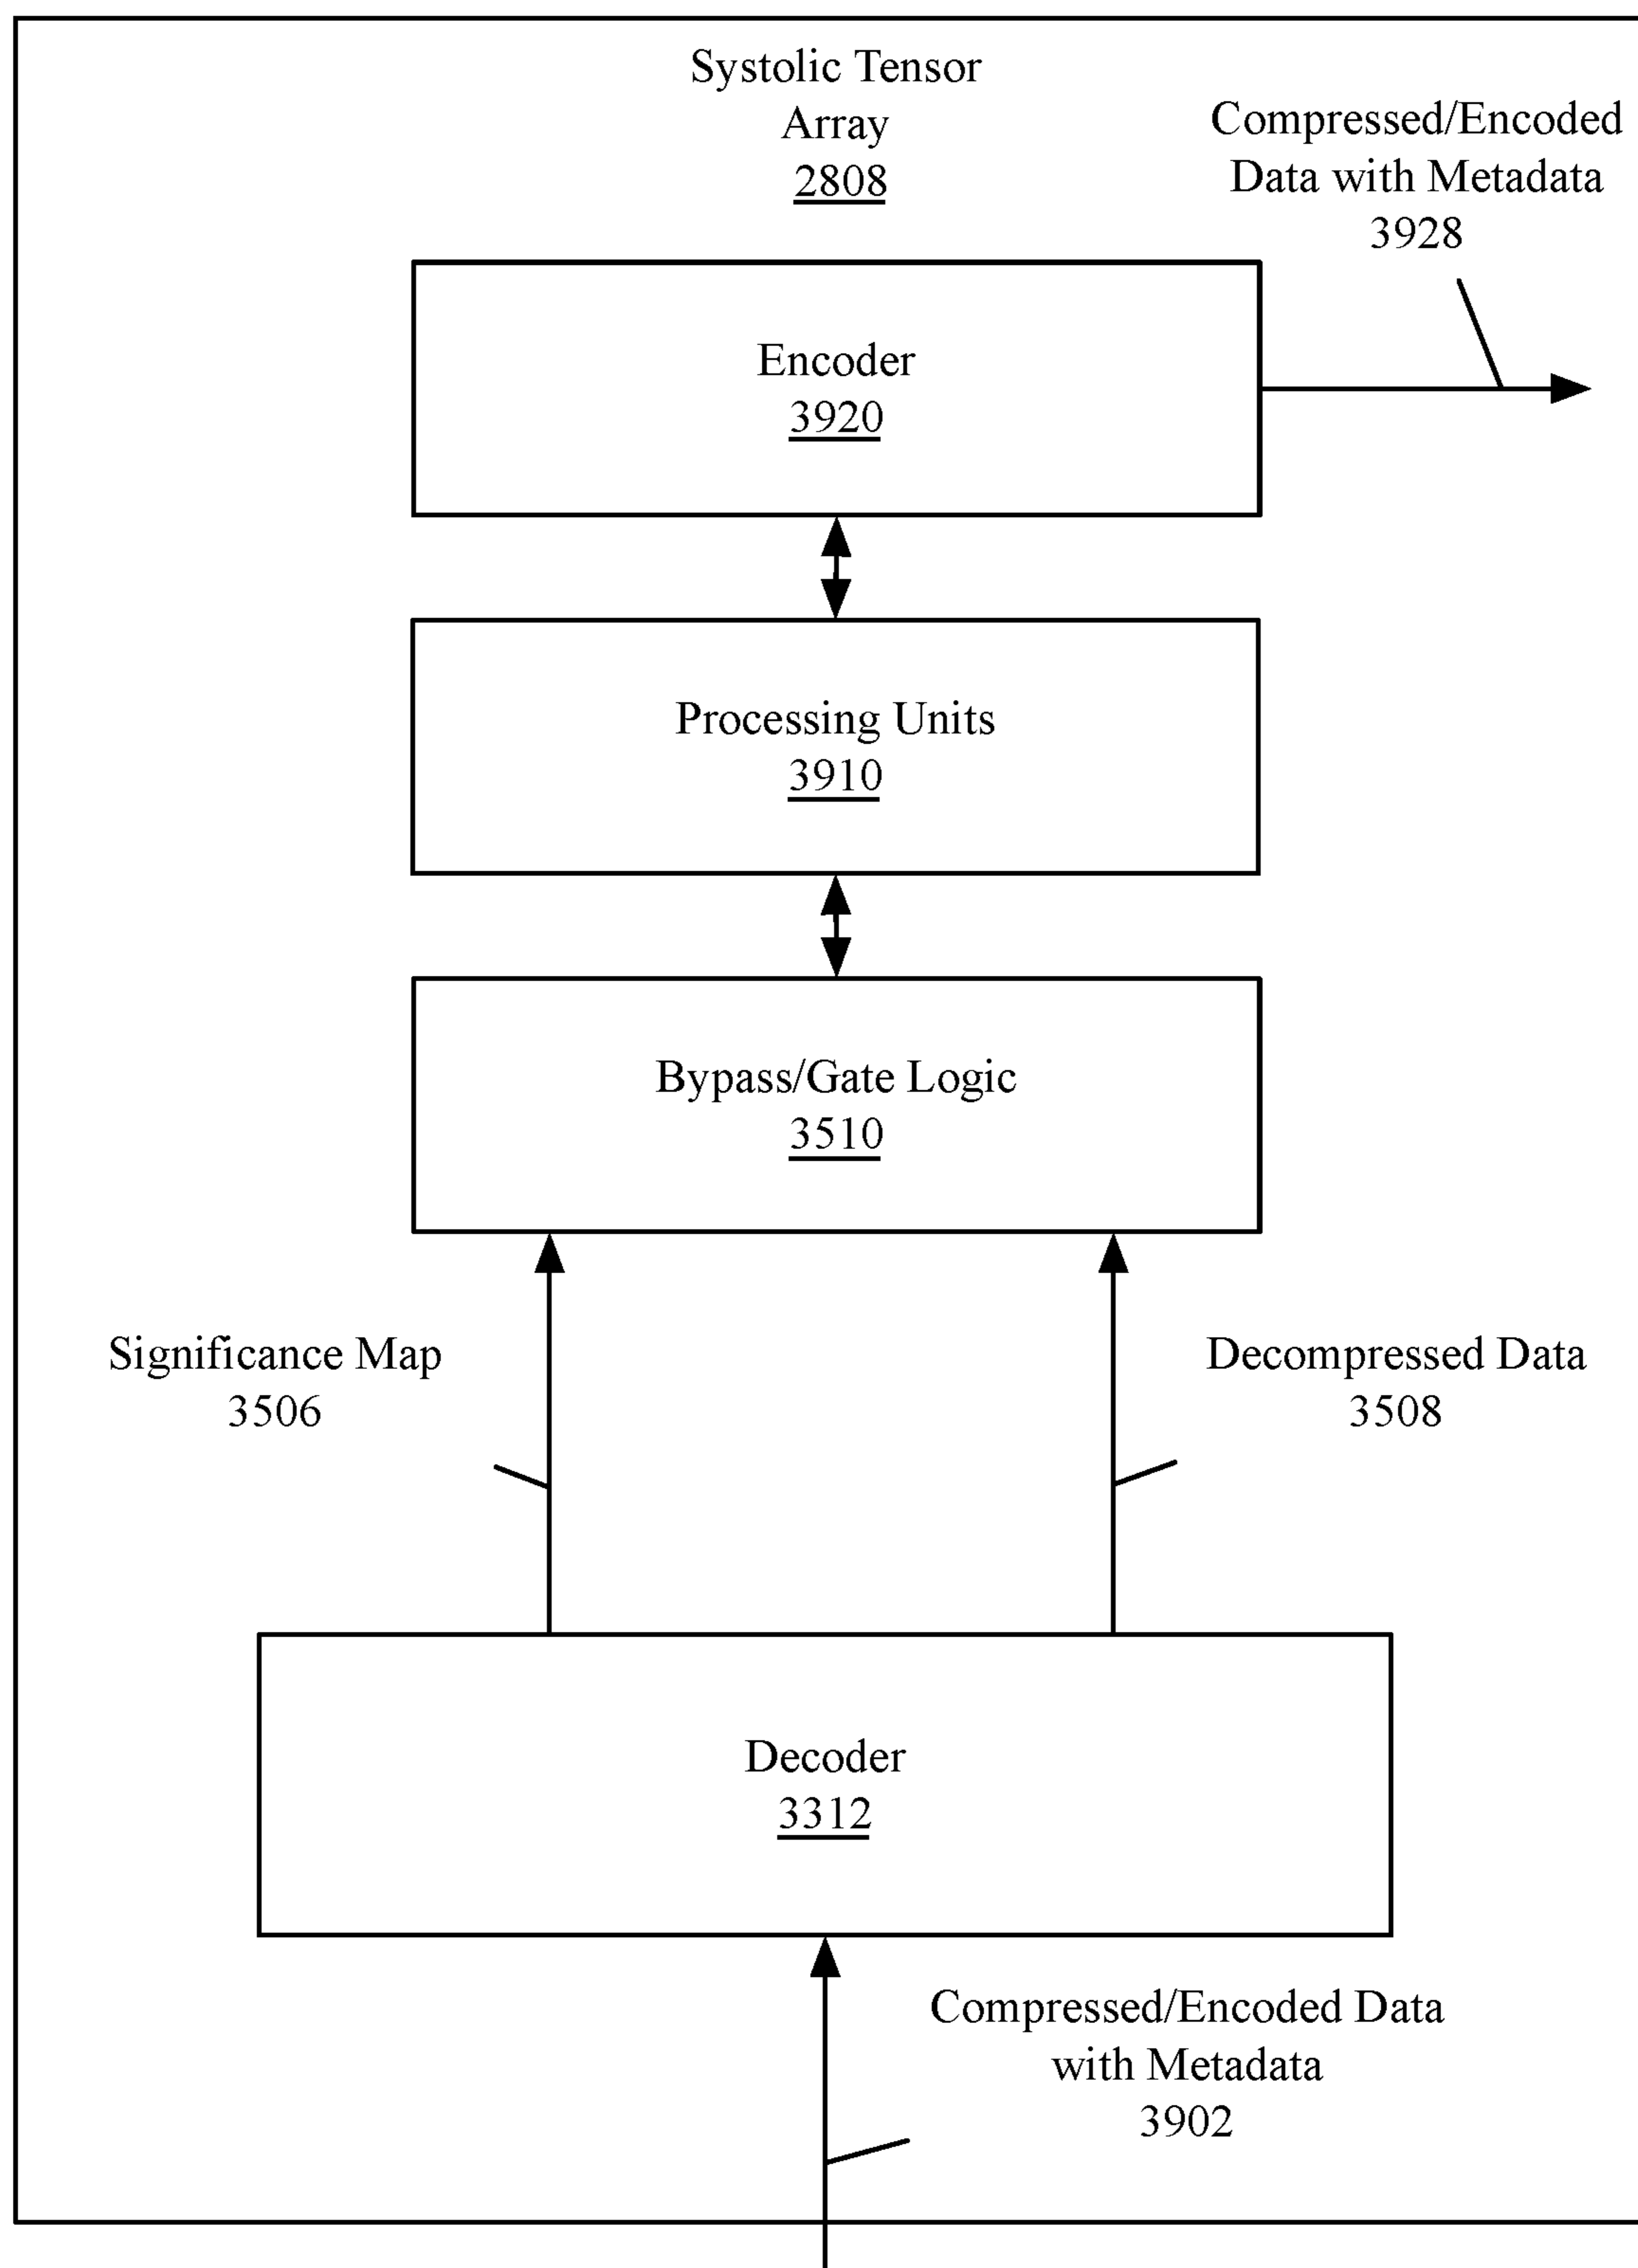 Systolic Tensor
Array
2808
Compressed/Encoded
Data with Metadata
3928
Encoder
3920
Processing Units
3910
Bypass/Gate Logic
3510
Significance Map
3506
Decompressed Data
3508
Decoder
3312
Compressed/Encoded Data
with Metadata
3902